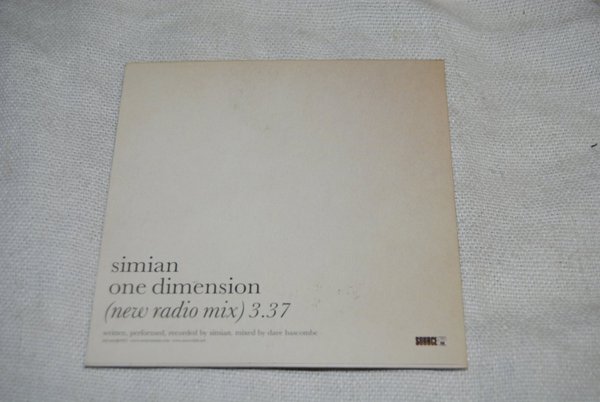 simian
one dimension
(new radio mix) 3.37
written, performed, recorded by simian. mixed by dave bascombe
SOURCE